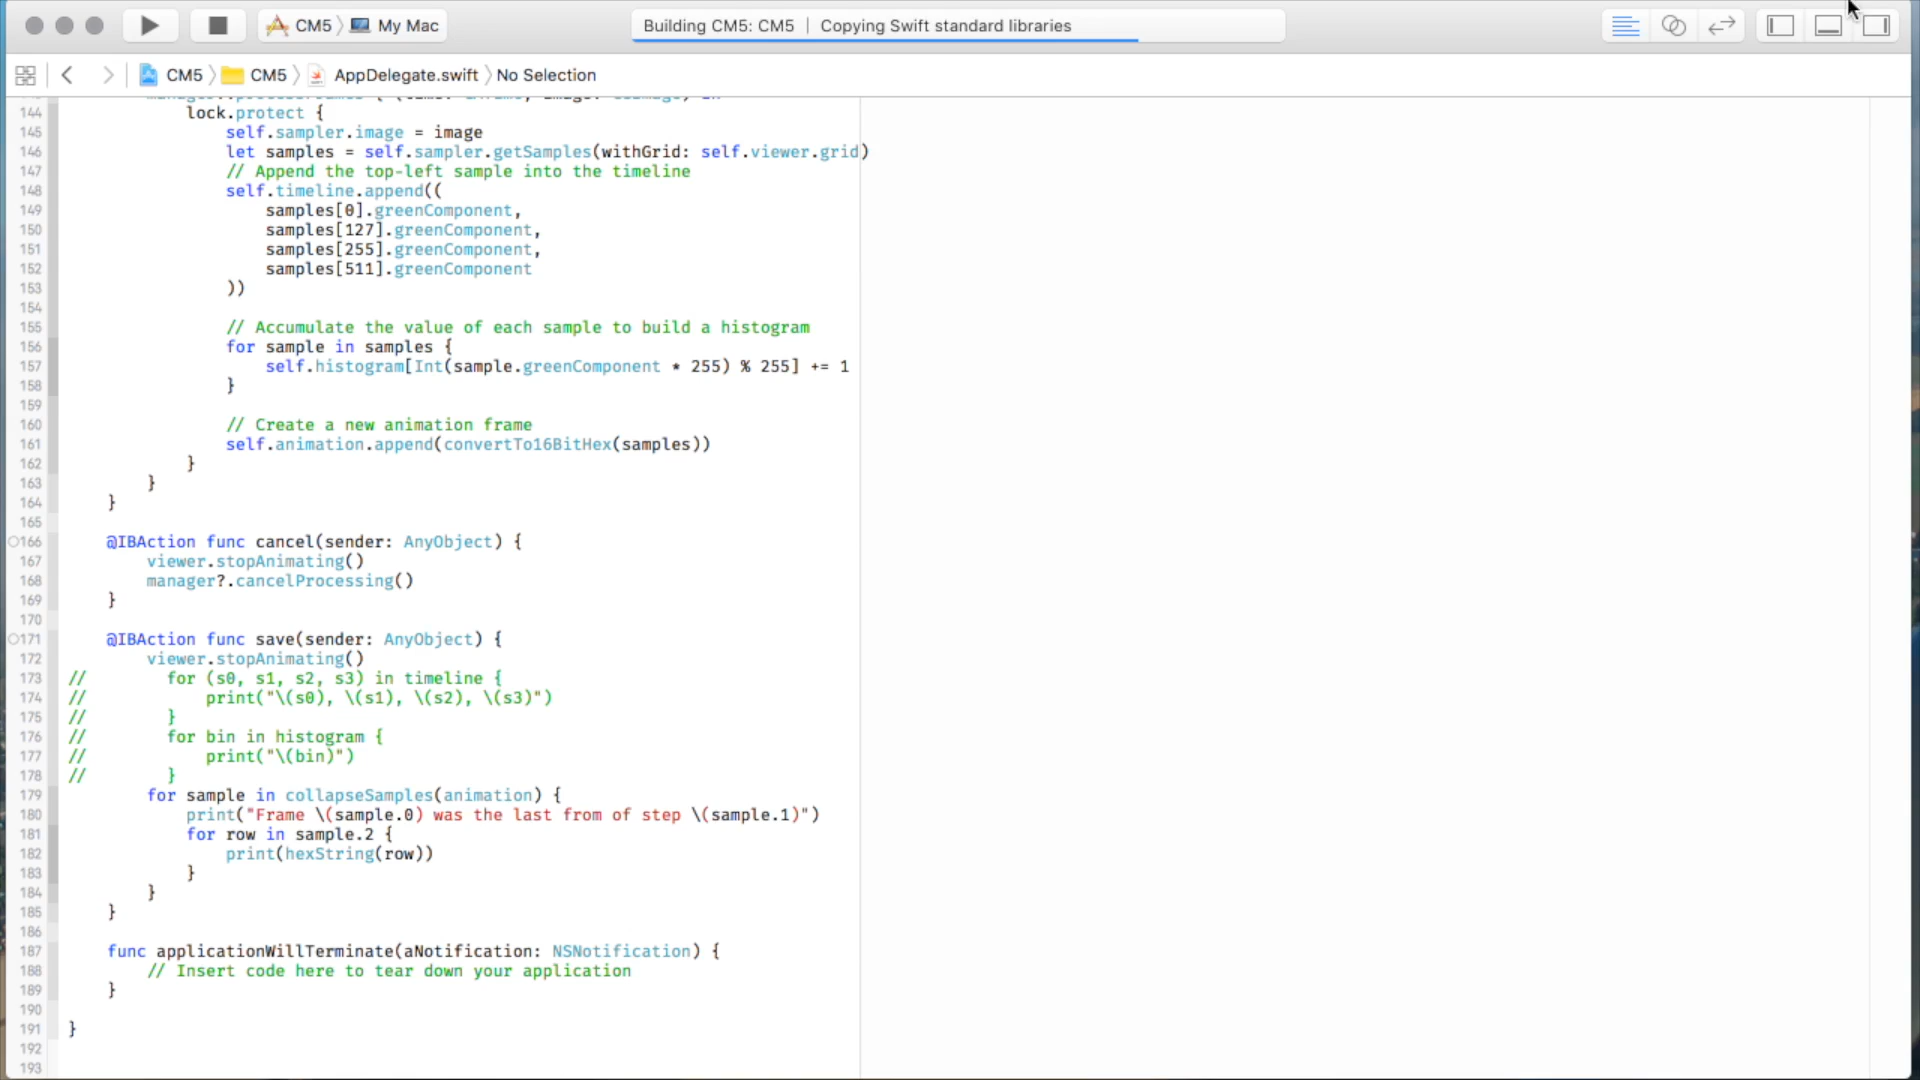 CM5 My Mac
Building CM5: CM5 | Copying Swift standard libraries
CM5 CM5 AppDelegate.swift No Selection
144 lock.protect {
145 self.sampler.image = image
146 let samples = self.sampler.getSamples(withGrid: self.viewer.grid)
147 // Append the top-left sample into the timeline
148 self.timeline.append((
149 samples[0].greenComponent,
150 samples[127].greenComponent,
151 samples[255].greenComponent,
152 samples[511].greenComponent
153 ))
154
155 // Accumulate the value of each sample to build a histogram
156 for sample in samples {
157 self.histogram[Int(sample.greenComponent * 255) % 255] += 1
158 }
159
160 // Create a new animation frame
161 self.animation.append(convertTo16BitHex(samples))
162 }
163 }
164 }
165
166 @IBAction func cancel(sender: AnyObject) {
167 viewer.stopAnimating()
168 manager?.cancelProcessing()
169 }
170
171 @IBAction func save(sender: AnyObject) {
172 viewer.stopAnimating()
173 // for (s0, s1, s2, s3) in timeline {
174 // print("\(s0), \(s1), \(s2), \(s3)")
175 // }
176 // for bin in histogram {
177 // print("\(bin)")
178 // }
179 for sample in collapseSamples(animation) {
180 print("Frame \(sample.0) was the last from of step \(sample.1)")
181 for row in sample.2 {
182 print(hexString(row))
183 }
184 }
185 }
186
187 func applicationWillTerminate(aNotification: NSNotification) {
188 // Insert code here to tear down your application
189 }
190
191 }
192
193